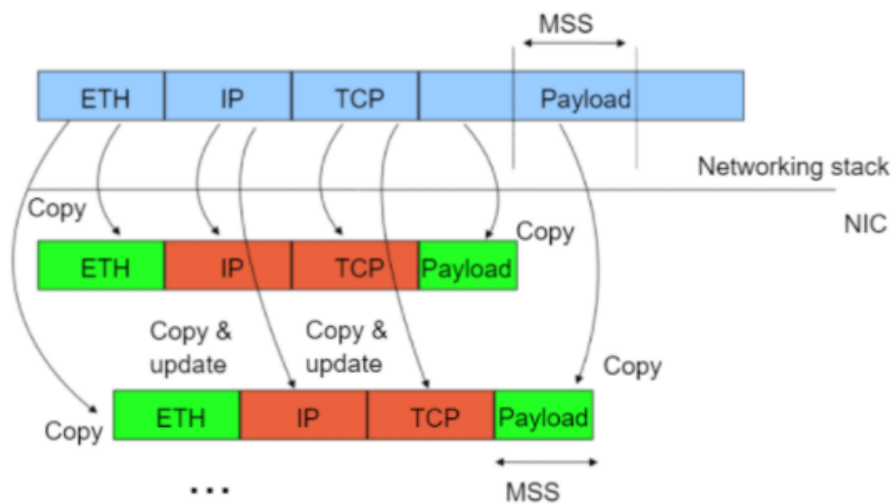 MSS
ETH IP TCP Payload
Networking stack
Copy
NIC
Copy
ETH IP TCP Payload
Copy & update
Copy & update
Copy
Copy
ETH IP TCP Payload
...
MSS